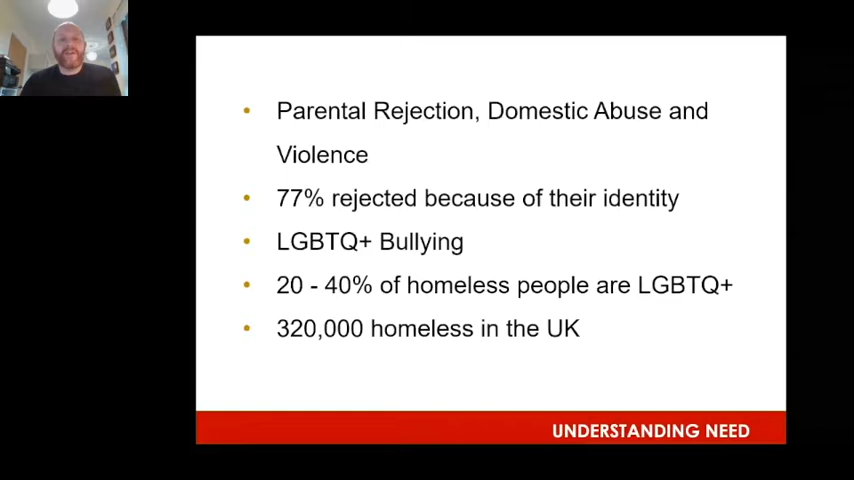 • Parental Rejection, Domestic Abuse and
Violence
• 77% rejected because of their identity
• LGBTQ+ Bullying
• 20 - 40% of homeless people are LGBTQ+
• 320,000 homeless in the UK
UNDERSTANDING NEED